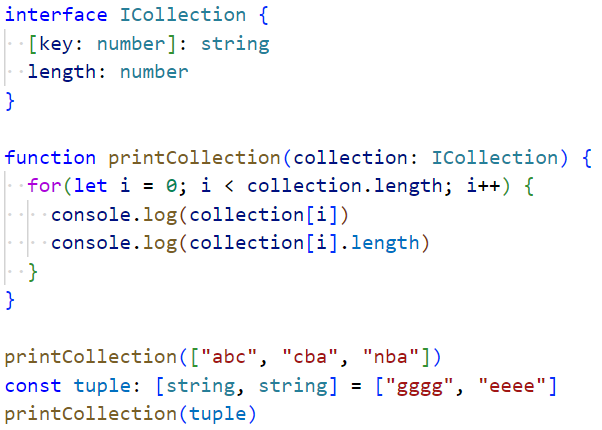 interface ICollection {
  [key: number]: string
  length: number
}

function printCollection(collection: ICollection) {
  for(let i = 0; i < collection.length; i++) {
    console.log(collection[i])
    console.log(collection[i].length)
  }
}

printCollection(["abc", "cba", "nba"])
const tuple: [string, string] = ["gggg", "eeee"]
printCollection(tuple)